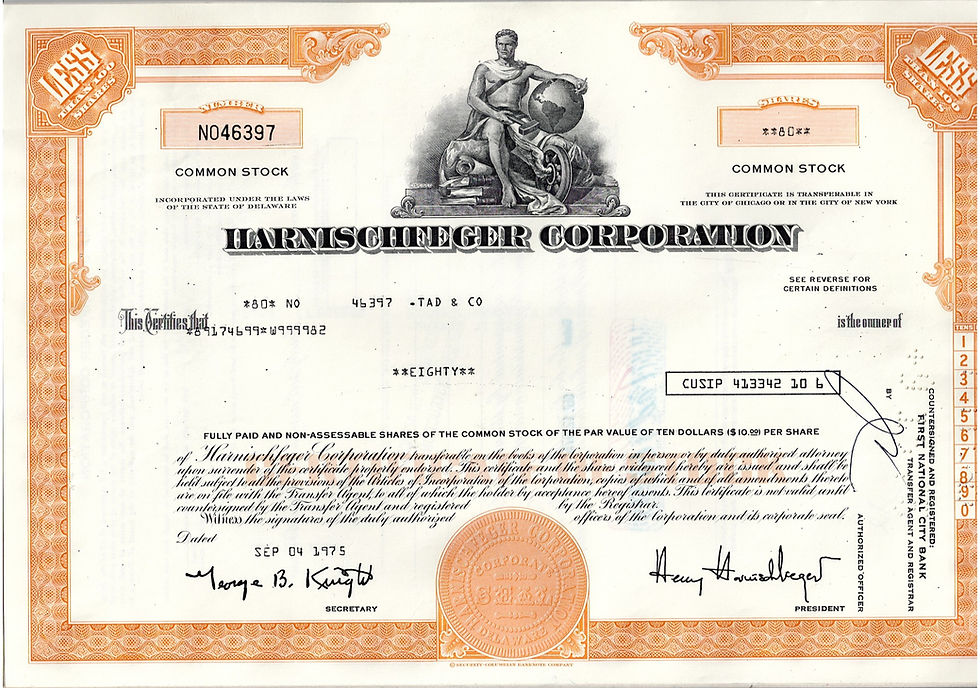 LESS
THAN 100
SHARES
LESS
THAN 100
SHARES
NUMBER
NO46397
COMMON STOCK
INCORPORATED UNDER THE LAWS
OF THE STATE OF DELAWARE
SHARES
**80**
COMMON STOCK
THIS CERTIFICATE IS TRANSFERABLE IN
THE CITY OF CHICAGO OR IN THE CITY OF NEW YORK
HARNISCHFEGER CORPORATION
SEE REVERSE FOR
CERTAIN DEFINITIONS
*80* NO 46397 -TAD & CO
This Certifies that
*89174699*W999982
is the owner of
**EIGHTY**
CUSIP 413342 10 6
FULLY PAID AND NON-ASSESSABLE SHARES OF THE COMMON STOCK OF THE PAR VALUE OF TEN DOLLARS ($10.00) PER SHARE
of Harnischfeger Corporation transferable on the books of the Corporation in person or by duly authorized attorney
upon surrender of this certificate properly endorsed. This certificate and the shares evidenced hereby are issued and shall be
held subject to all the provisions of the Articles of Incorporation of the Corporation, copies of which and of all amendments thereto
are on file with the Transfer Agent, to all of which the holder by acceptance hereof assents. This certificate is not valid until
countersigned by the Transfer Agent and registered by the Registrar.
Witness the signatures of the duly authorized officers of the Corporation and its corporate seal.
Dated
SEP 04 1975
George B. Knight
SECRETARY
HARNISCHFEGER CORPORATION
CORPORATE
SEAL
DELAWARE
Henry Harnischfeger
PRESIDENT
COUNTERSIGNED AND REGISTERED:
FIRST NATIONAL CITY BANK
TRANSFER AGENT AND REGISTRAR
BY
AUTHORIZED OFFICER
TENS
1
2
3
4
5
6
7
8
9
0
© SECURITY-COLUMBIAN BANKNOTE COMPANY